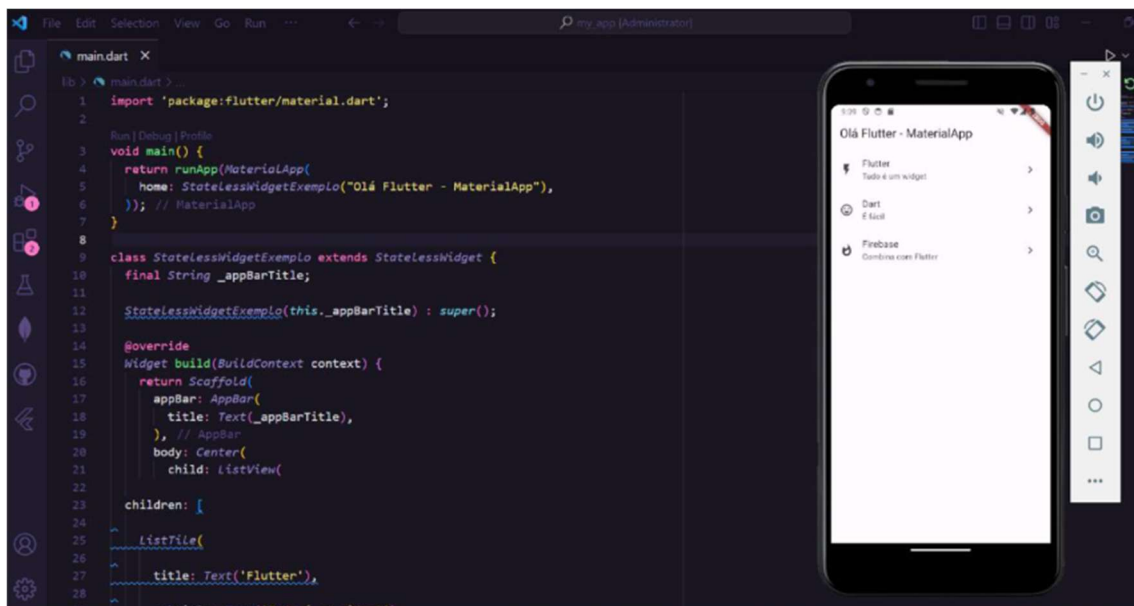 File Edit Selection View Go Run ··· my_app [Administrator]
main.dart
lib > main.dart > ...
1 import 'package:flutter/material.dart';
2
Run | Debug | Profile
3 void main() {
4 return runApp(MaterialApp(
5 home: StatelessWidgetExemplo("Olá Flutter - MaterialApp"),
6 )); // MaterialApp
7 }
8
9 class StatelessWidgetExemplo extends StatelessWidget {
10 final String _appBarTitle;
11
12 StatelessWidgetExemplo(this._appBarTitle) : super();
13
14 @override
15 Widget build(BuildContext context) {
16 return Scaffold(
17 appBar: AppBar(
18 title: Text(_appBarTitle),
19 ), // AppBar
20 body: Center(
21 child: ListView(
22
23 children: [
24
25 ListTile(
26
27 title: Text('Flutter'),
28
1
2
Olá Flutter - MaterialApp
Flutter
Tudo é um widget
Dart
É fácil
Firebase
Combina com Flutter